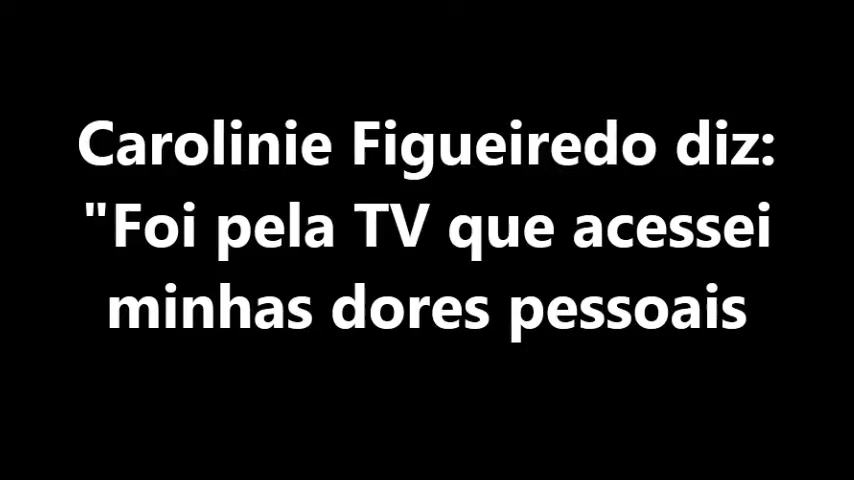 Carolinie Figueiredo diz:
"Foi pela TV que acessei
minhas dores pessoais